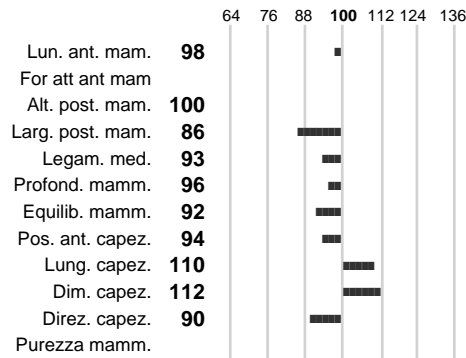 64 76 88 100 112 124 136
Lun. ant. mam. 98
For att ant mam
Alt. post. mam. 100
Larg. post. mam. 86
Legam. med. 93
Profond. mamm. 96
Equilib. mamm. 92
Pos. ant. capez. 94
Lung. capez. 110
Dim. capez. 112
Direz. capez. 90
Purezza mamm.